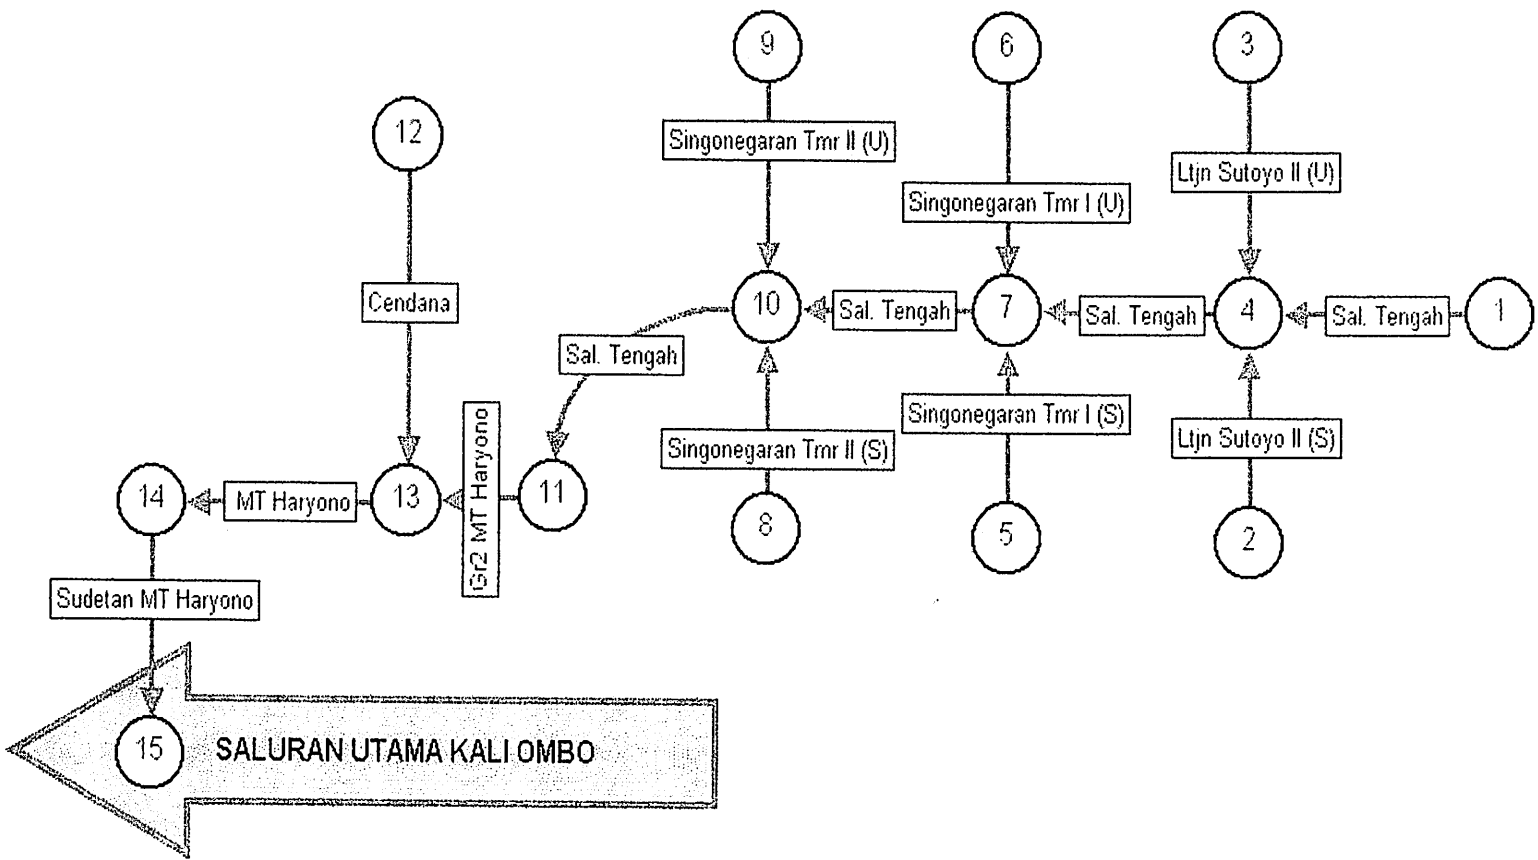 9
6
3
12
Singonegaran Tmr II (U)
Ltjn Sutoyo II (U)
Singonegaran Tmr I (U)
Cendana
10
Sal. Tengah
7
Sal. Tengah
4
Sal. Tengah
1
Sal. Tengah
Singonegaran Tmr I (S)
Singonegaran Tmr II (S)
Ltjn Sutoyo II (S)
14
MT Haryono
13
Gr2 MT Haryono
11
8
5
2
Sudetan MT Haryono
15
SALURAN UTAMA KALI OMBO